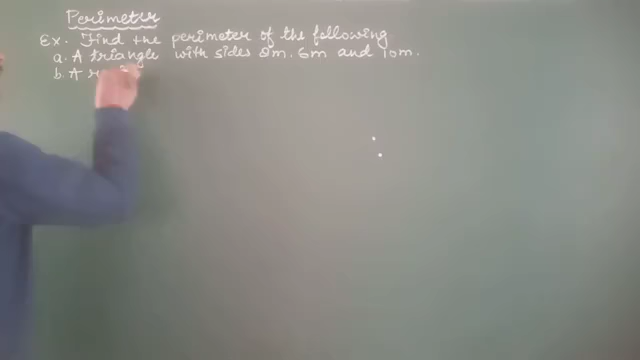 Perimeter
Ex. Find the perimeter of the following.
a. A triangle with sides 8m, 6m and 10m.
b. A